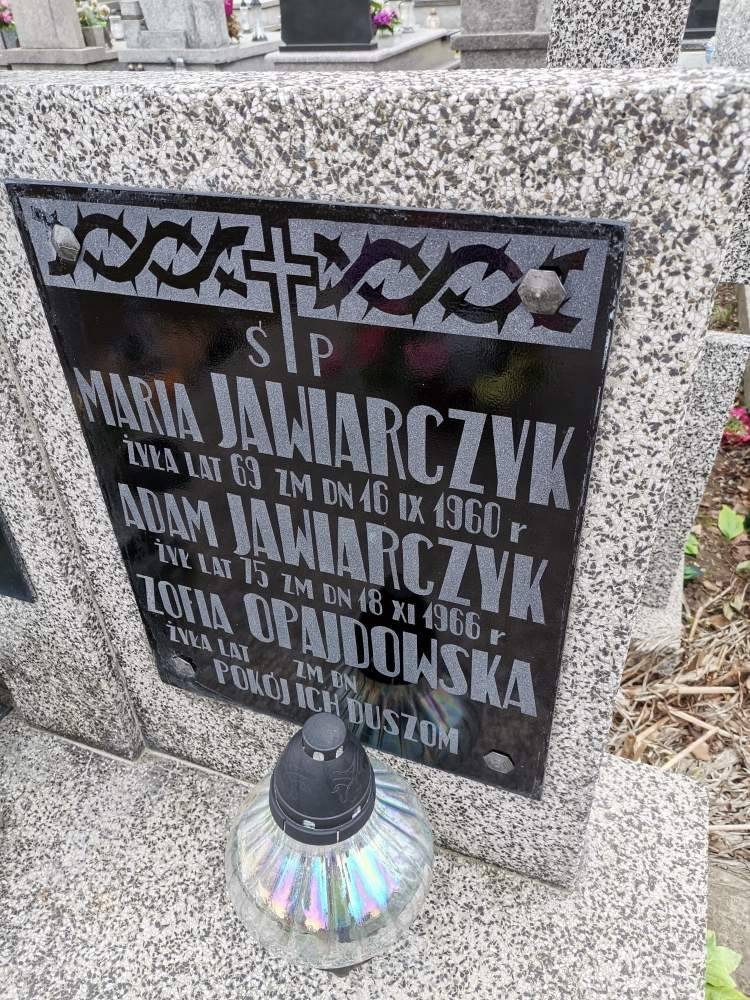 Ś P
MARIA JAWIARCZYK
ŻYŁA LAT 69 ZM DN 16 IX 1960 r
ADAM JAWIARCZYK
ŻYŁ LAT 75 ZM DN 18 XI 1966 r
ZOFIA OPAJDOWSKA
ŻYŁA LAT ZM DN
POKÓJ ICH DUSZOM